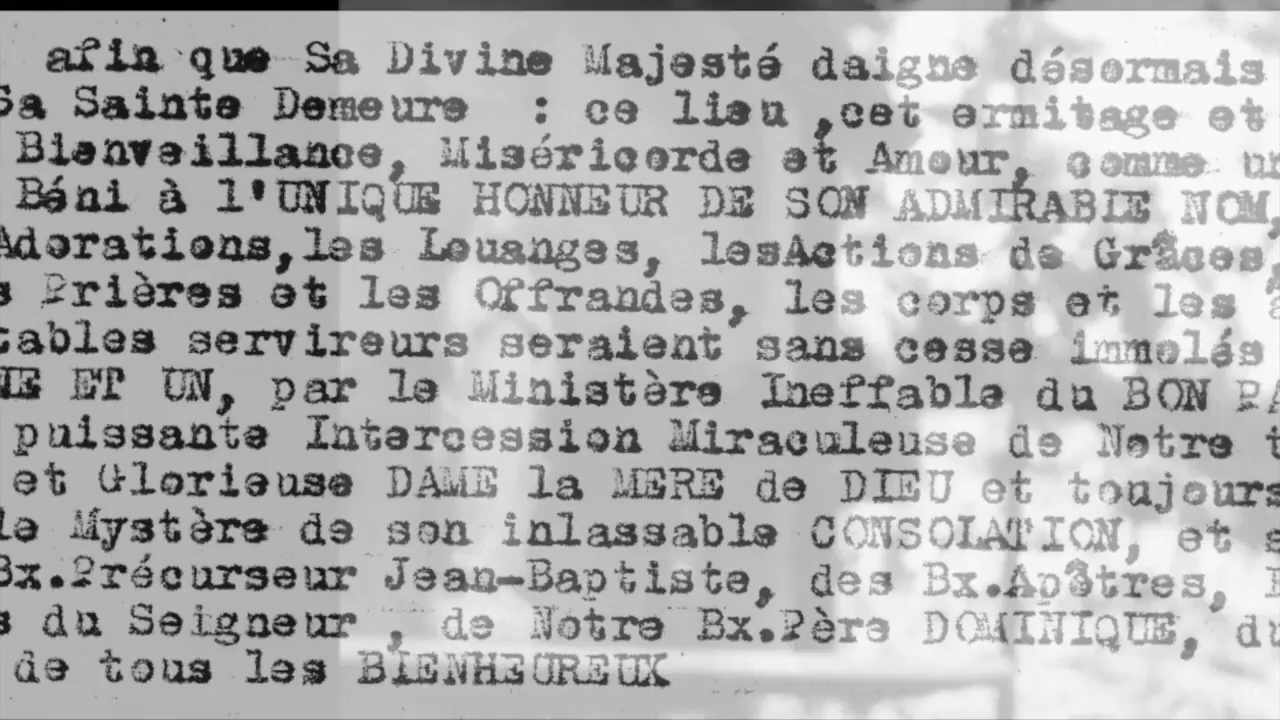 afin que Sa Divine Majesté daigne désormais
Sa Sainte Demeure : ce lieu ,cet ermitage et
Bienveillance, Miséricorde et Amour, comme un
Béni à l'UNIQUE HONNEUR DE SON ADMIRABLE NOM,
Adorations,les Louanges, lesActions de Grâces,
Prières et les Offrandes, les corps et les
tables servireurs seraient sans cesse immolés
NE ET UN, par le Ministère Ineffable du BON PA
puissante Intercession Miraculeuse de Notre t
et Glorieuse DAME la MERE de DIEU et toujours
le Mystère de son inlassable CONSOLATION, et s
Bx.Précurseur Jean-Baptiste, des Bx.Apôtres,
s du Seigneur , de Notre Bx.Père DOMINIQUE, du
de tous les BIENHEUREUX